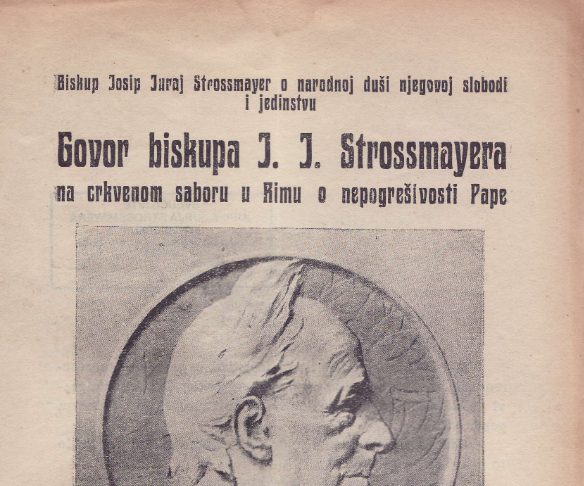 Biskup Josip Juraj Strossmayer o narodnoj duši njegovoj slobodi
i jedinstvu
Govor biskupa J. J. Strossmayera
na crkvenom saboru u Rimu o nepogrešivosti Pape